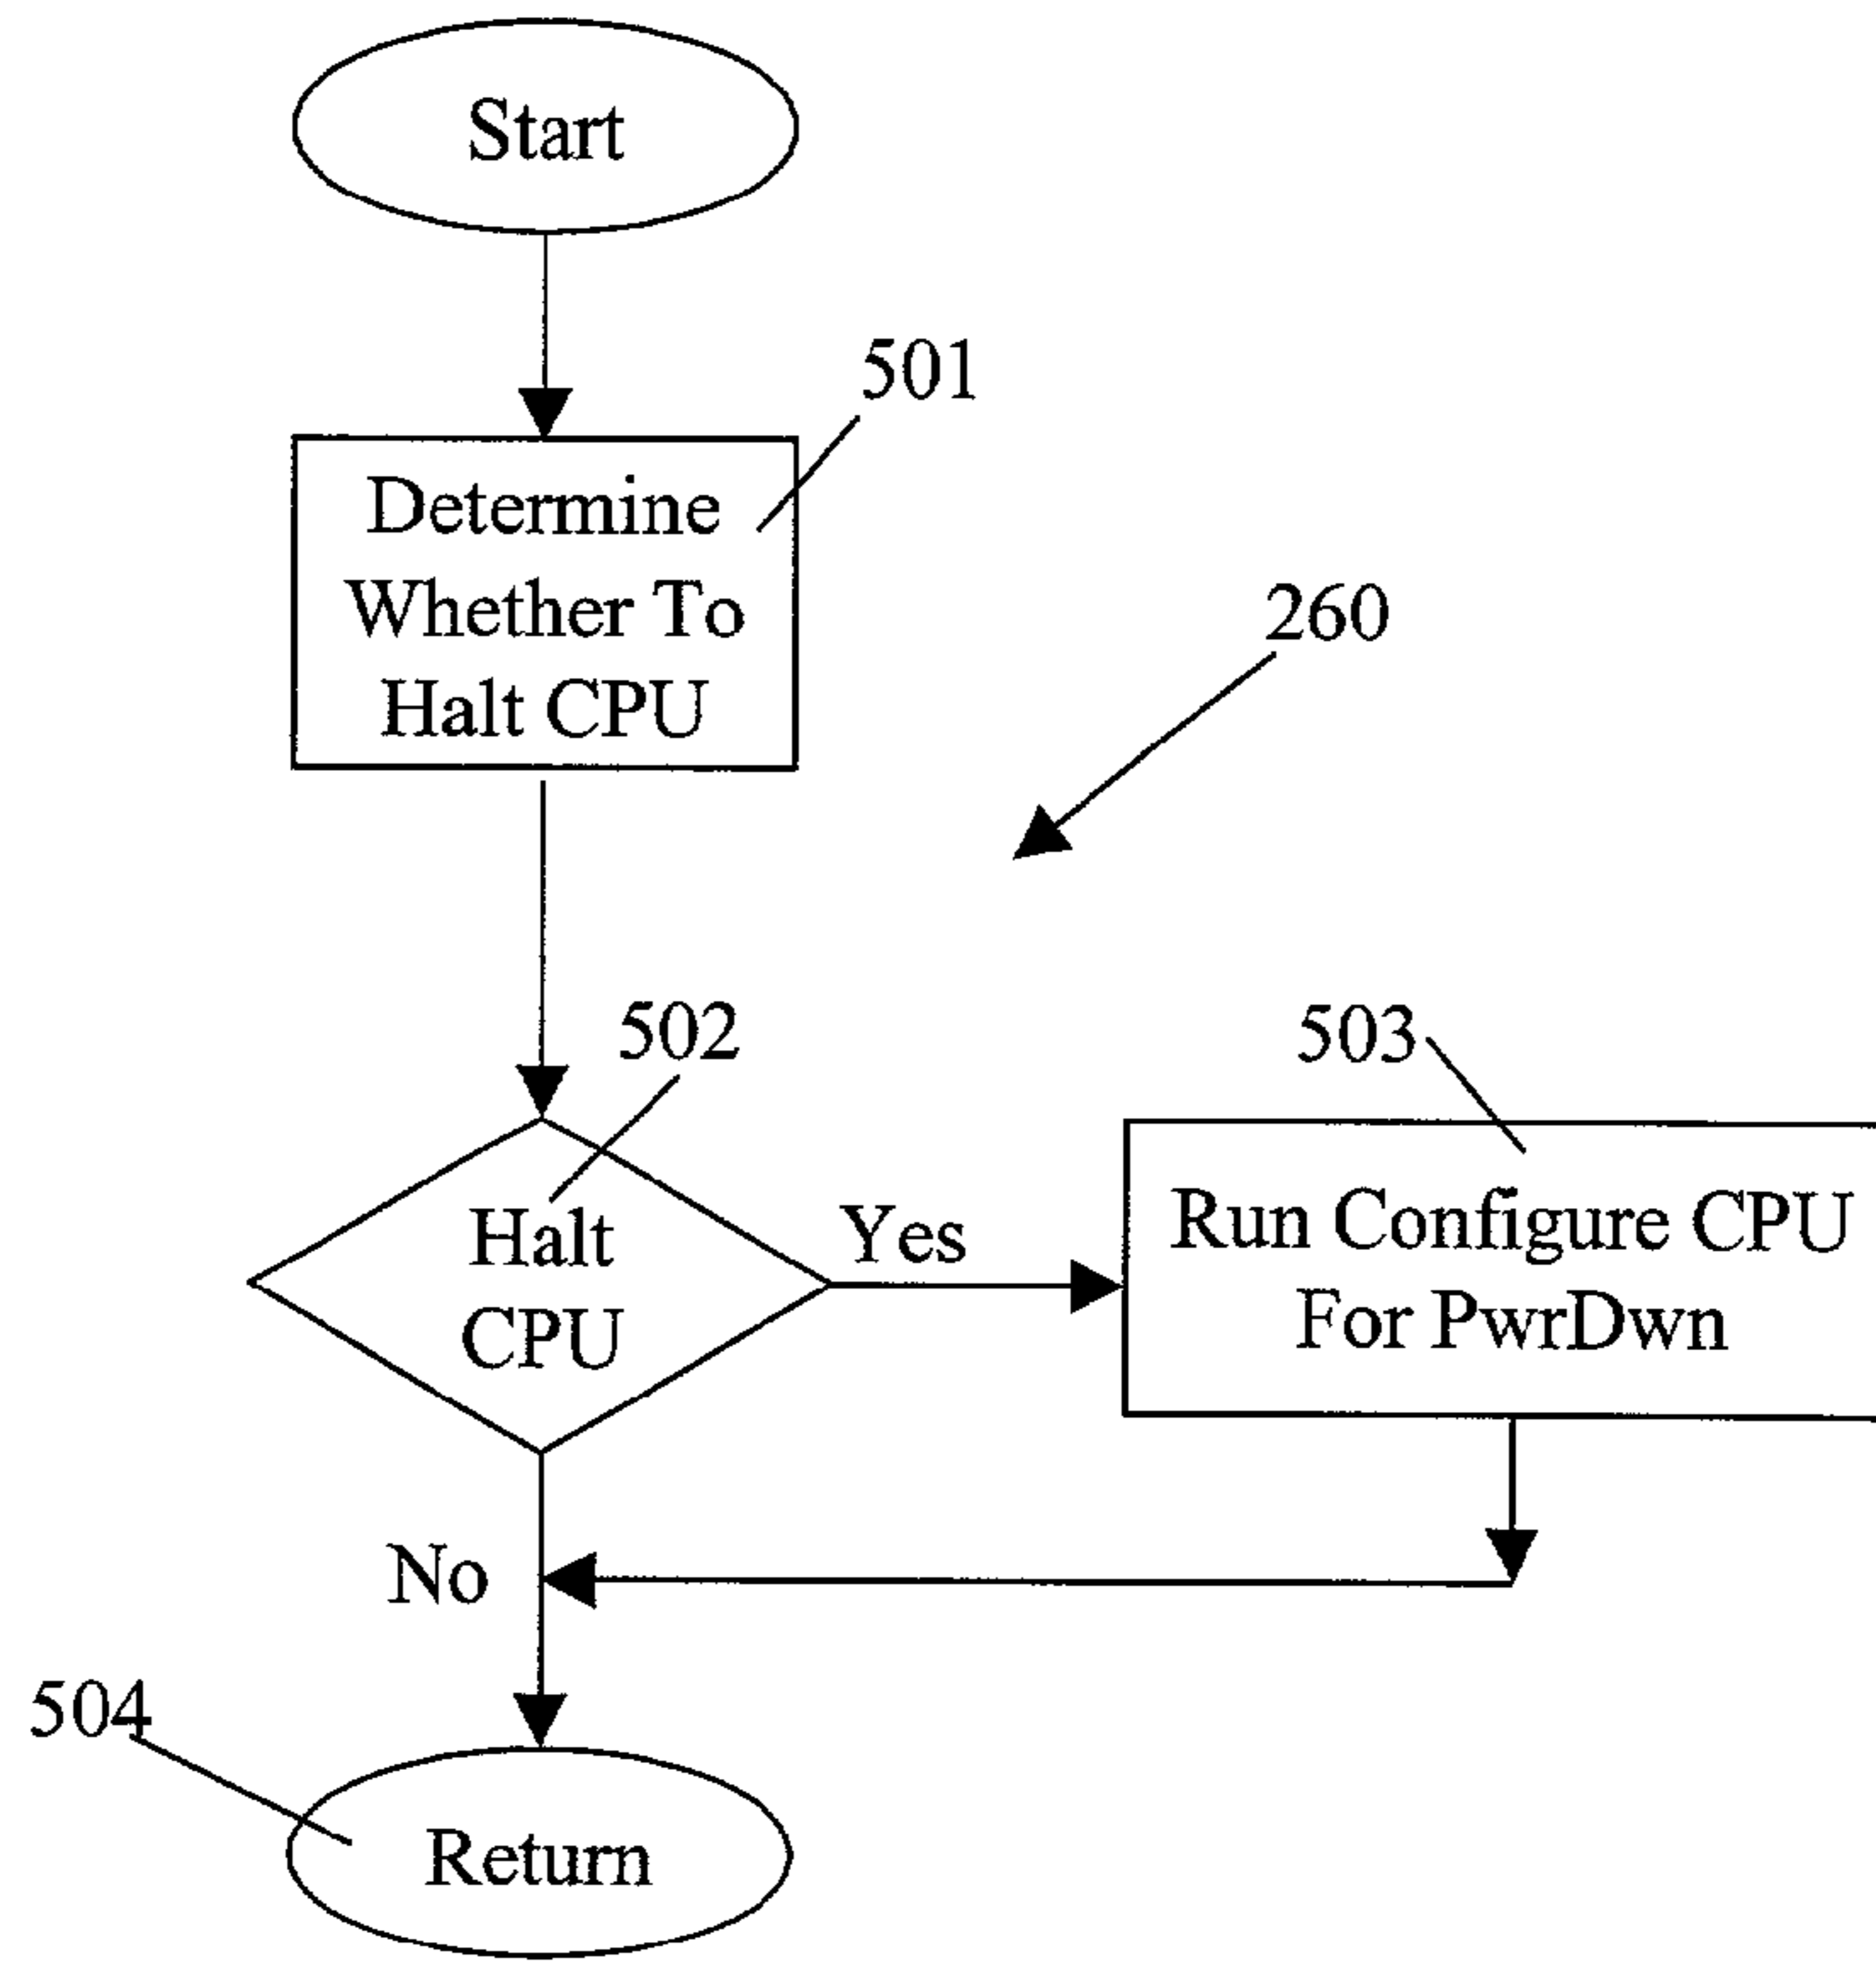 Start
501
Determine
Whether To
Halt CPU
260
502
503
Halt
CPU
Yes
Run Configure CPU
For PwrDwn
No
504
Return